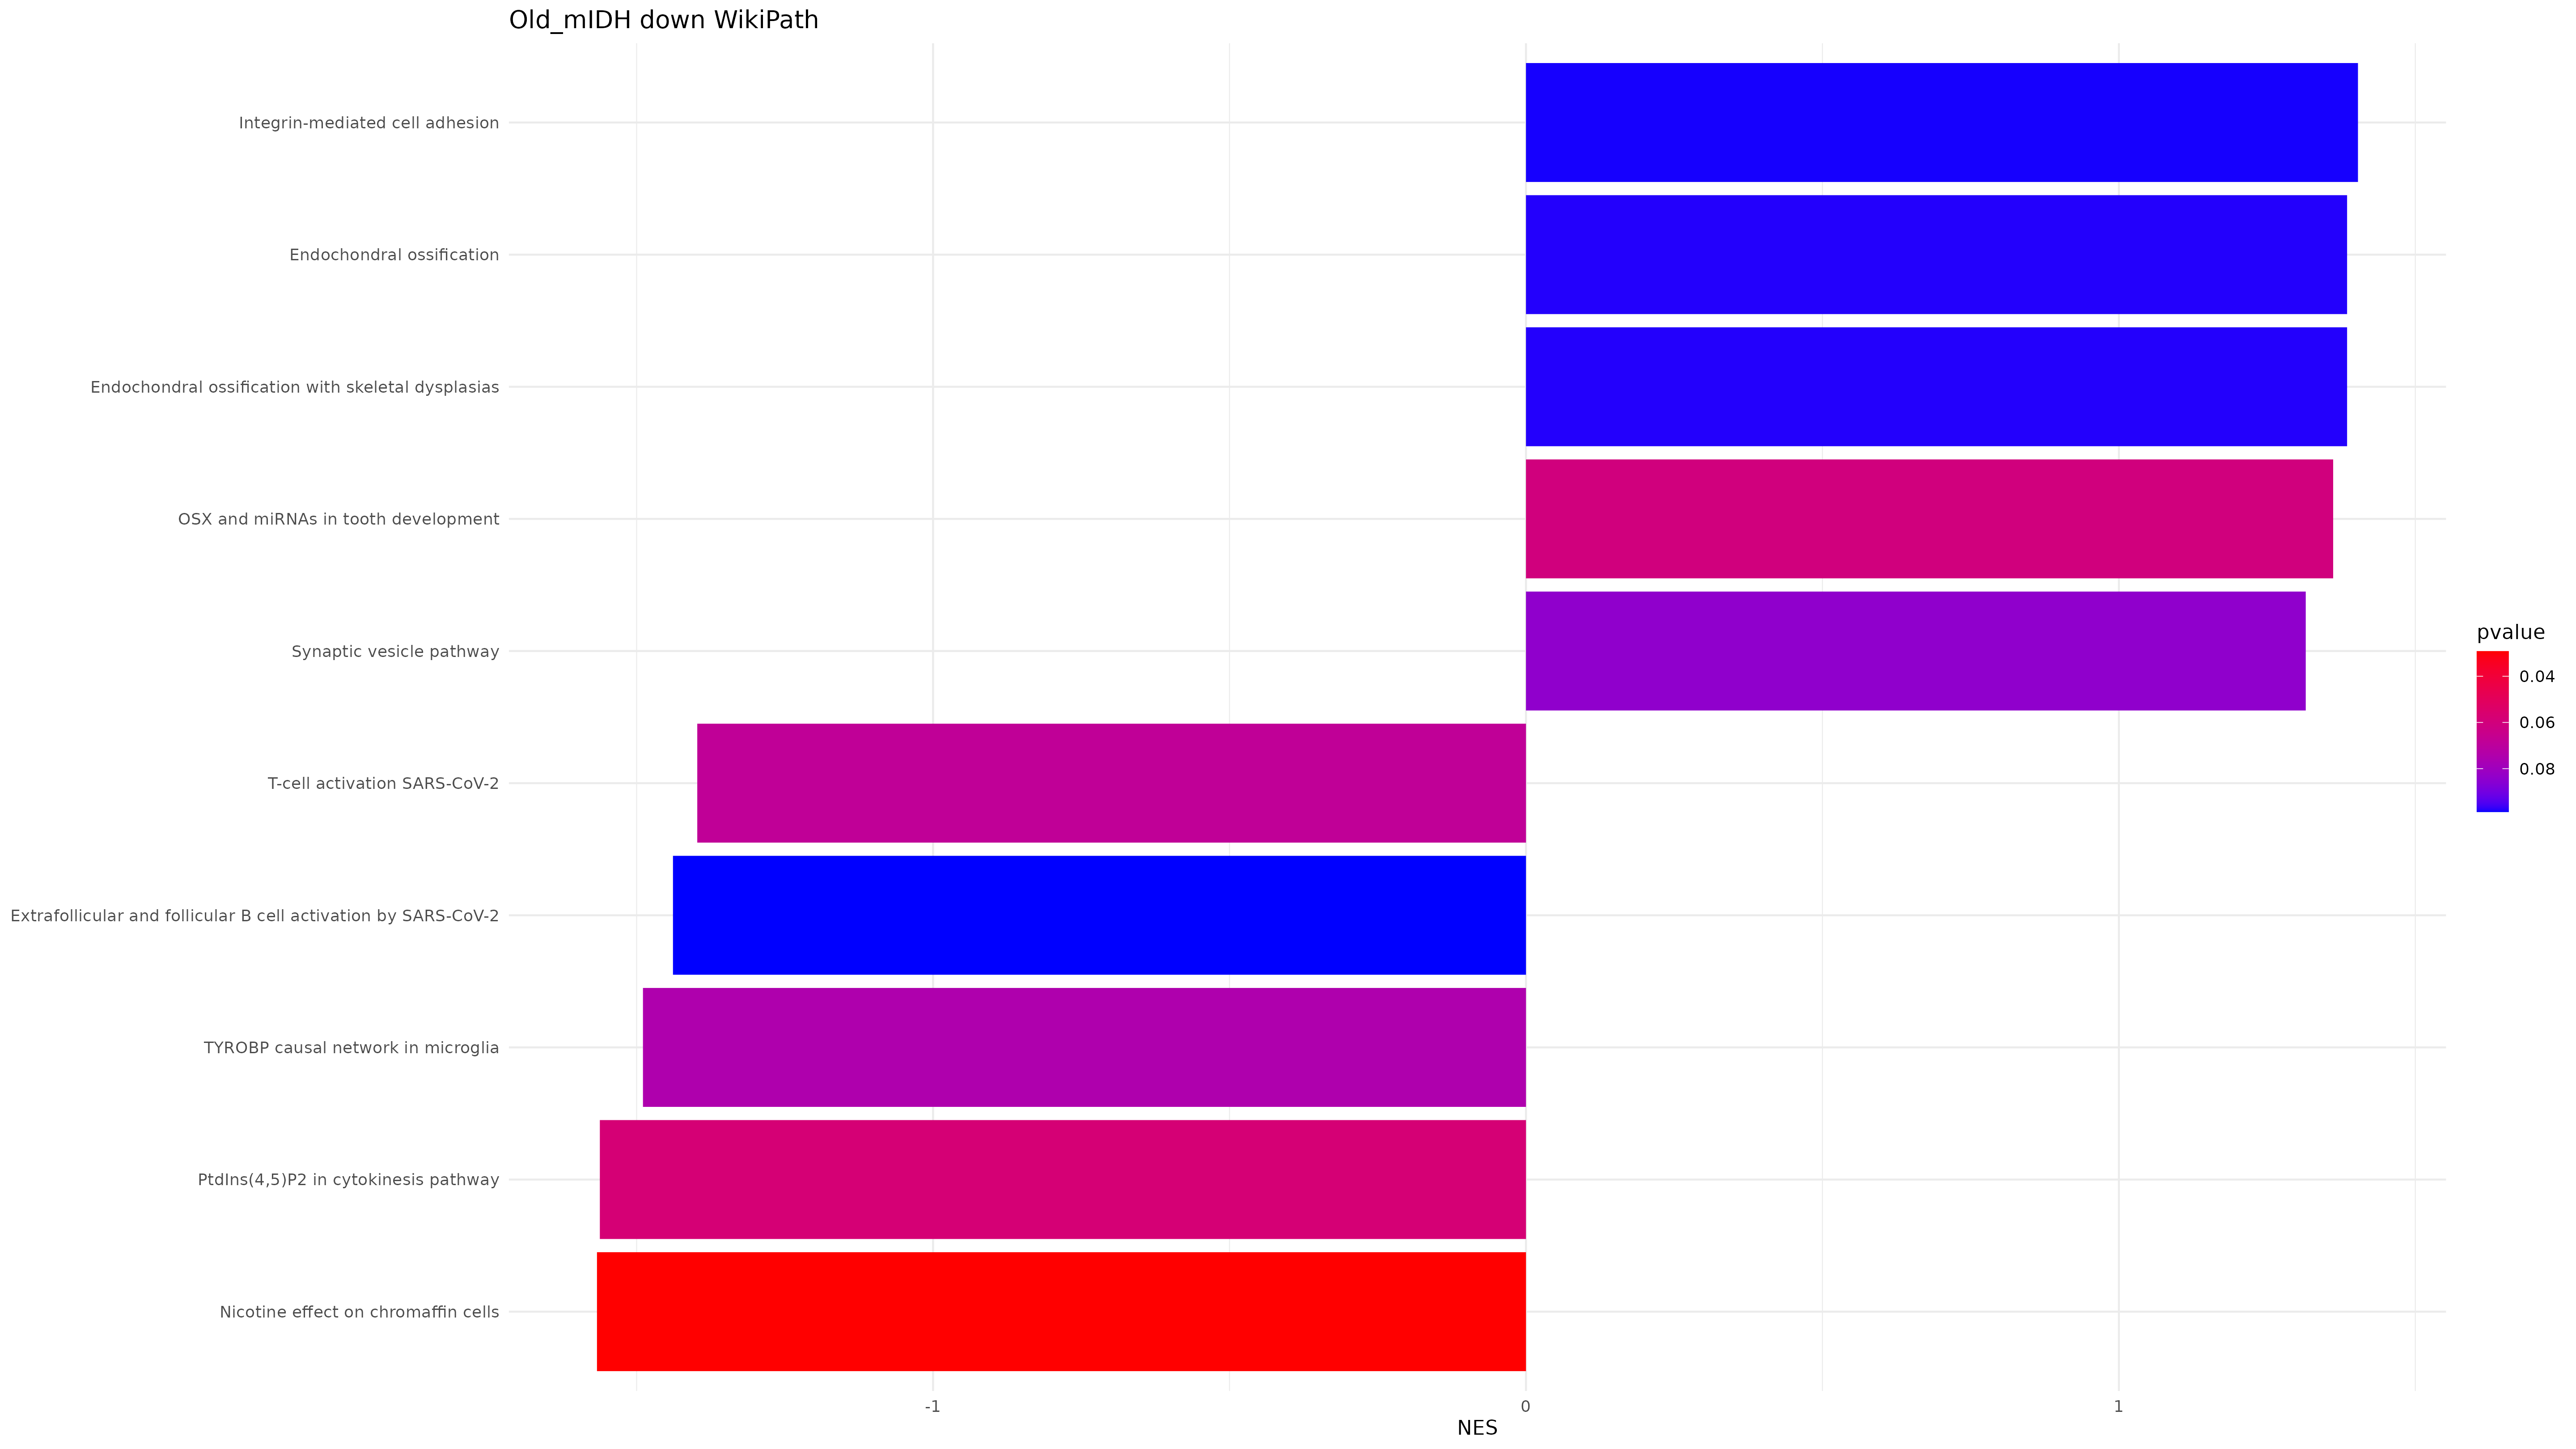 Old_mIDH down WikiPath
Integrin-mediated cell adhesion
Endochondral ossification
Endochondral ossification with skeletal dysplasias
OSX and miRNAs in tooth development
Synaptic vesicle pathway
T-cell activation SARS-CoV-2
Extrafollicular and follicular B cell activation by SARS-CoV-2
TYROBP causal network in microglia
PtdIns(4,5)P2 in cytokinesis pathway
Nicotine effect on chromaffin cells
-1
0
1
NES
pvalue
0.04
0.06
0.08